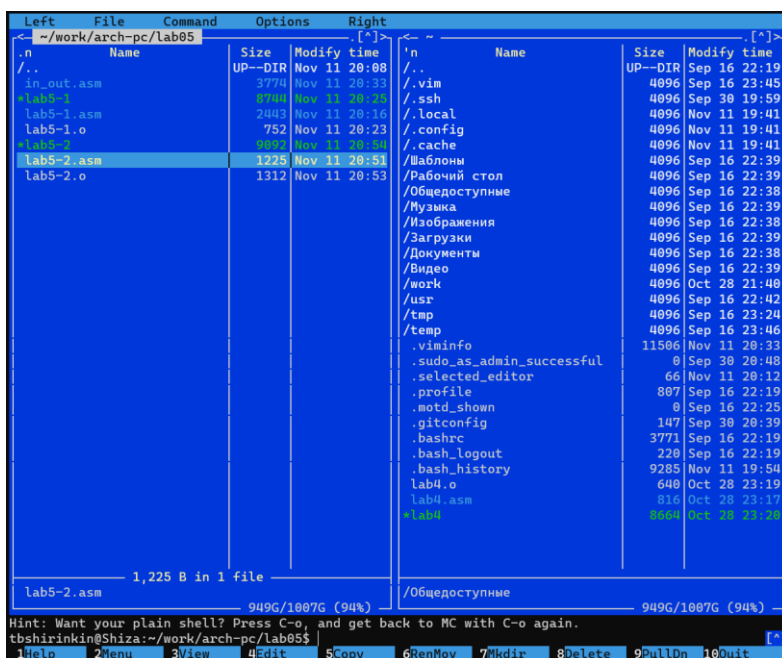 Left File Command Options Right
<- ~/work/arch-pc/lab05 .[^]> <- ~ .[^]>
.n Name Size Modify time 'n Name Size Modify time
/.. UP--DIR Nov 11 20:08 /.. UP--DIR Sep 16 22:19
in_out.asm 3774 Nov 11 20:33 /.vim 4096 Sep 16 23:45
*lab5-1 8744 Nov 11 20:25 /.ssh 4096 Sep 30 19:59
lab5-1.asm 2443 Nov 11 20:16 /.local 4096 Nov 11 19:41
lab5-1.o 752 Nov 11 20:23 /.config 4096 Nov 11 19:41
*lab5-2 9092 Nov 11 20:54 /.cache 4096 Nov 11 19:41
lab5-2.asm 1225 Nov 11 20:51 /Шаблоны 4096 Sep 16 22:39
lab5-2.o 1312 Nov 11 20:53 /Рабочий стол 4096 Sep 16 22:39
/Общедоступные 4096 Sep 16 22:38
/Музыка 4096 Sep 16 22:39
/Изображения 4096 Sep 16 22:38
/Загрузки 4096 Sep 16 22:39
/Документы 4096 Sep 16 22:38
/Видео 4096 Sep 16 22:39
/work 4096 Oct 28 21:40
/usr 4096 Sep 16 22:42
/tmp 4096 Sep 16 23:24
/temp 4096 Sep 16 23:46
.viminfo 11506 Nov 11 20:33
.sudo_as_admin_successful 0 Sep 30 20:48
.selected_editor 66 Nov 11 20:12
.profile 807 Sep 16 22:19
.motd_shown 0 Sep 16 22:25
.gitconfig 147 Sep 30 20:39
.bashrc 3771 Sep 16 22:19
.bash_logout 220 Sep 16 22:19
.bash_history 9285 Nov 11 19:54
lab4.o 640 Oct 28 23:19
lab4.asm 816 Oct 28 23:17
*lab4 8664 Oct 28 23:20
1,225 B in 1 file
lab5-2.asm /Общедоступные
949G/1007G (94%) 949G/1007G (94%)
Hint: Want your plain shell? Press C-o, and get back to MC with C-o again.
tbshirinkin@Shiza:~/work/arch-pc/lab05$ [^
1Help 2Menu 3View 4Edit 5Copy 6RenMov 7Mkdir 8Delete 9PullDn 10Quit